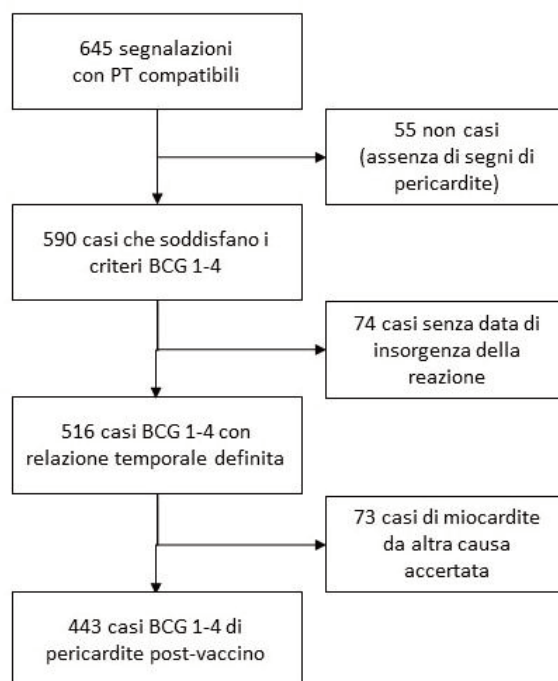 645 segnalazioni
con PT compatibili
55 non casi
(assenza di segni di
pericardite)
590 casi che soddisfano i
criteri BCG 1-4
74 casi senza data di
insorgenza della
reazione
516 casi BCG 1-4 con
relazione temporale definita
73 casi di miocardite
da altra causa
accertata
443 casi BCG 1-4 di
pericardite post-vaccino